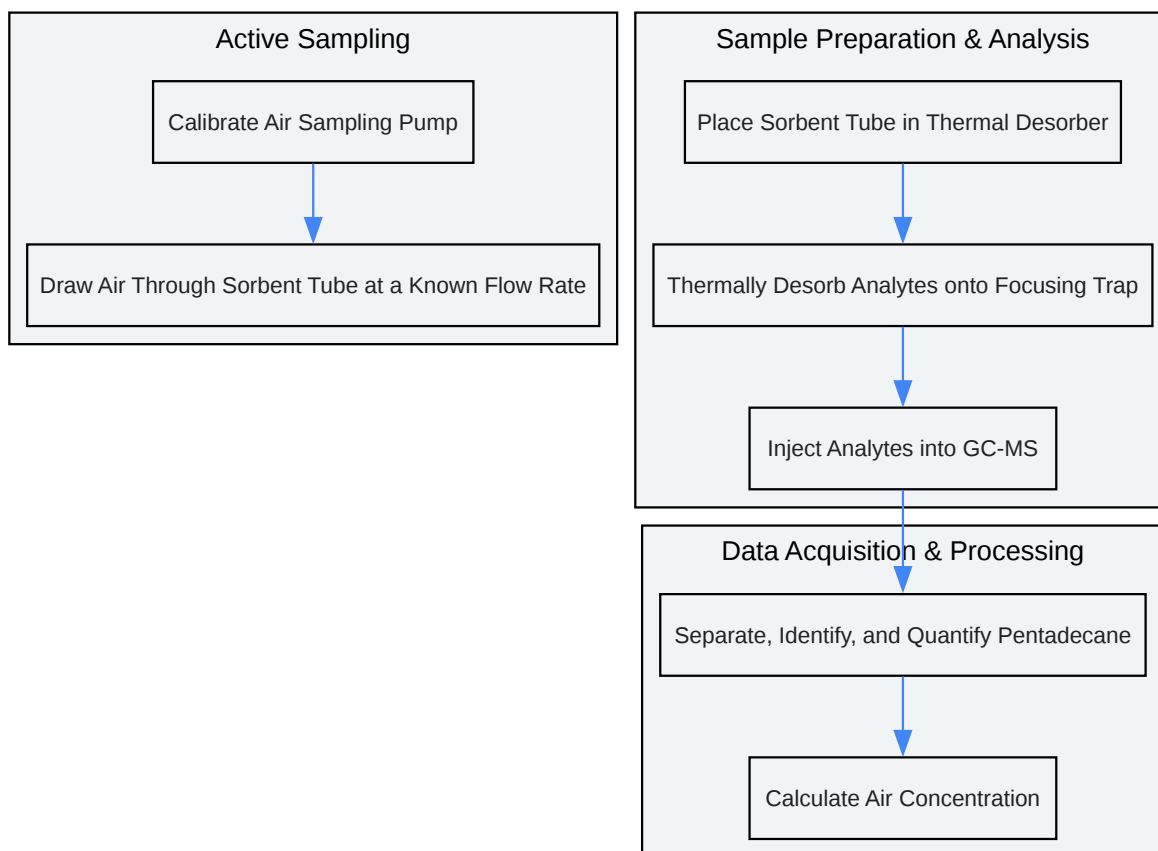 Active Sampling
Calibrate Air Sampling Pump
Draw Air Through Sorbent Tube at a Known Flow Rate
Sample Preparation & Analysis
Place Sorbent Tube in Thermal Desorber
Thermally Desorb Analytes onto Focusing Trap
Inject Analytes into GC-MS
Data Acquisition & Processing
Separate, Identify, and Quantify Pentadecane
Calculate Air Concentration